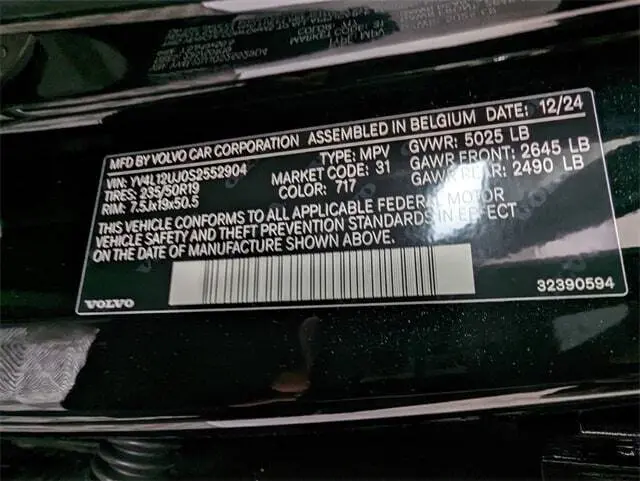 MFD BY VOLVO CAR CORPORATION ASSEMBLED IN BELGIUM DATE: 12/24
VIN: YV4L12UJ0S2552904 TYPE: MPV GVWR: 5025 LB
TIRES: 235/50R19 MARKET CODE: 31 GAWR FRONT: 2645 LB
RIM: 7.5Jx19x50.5 COLOR: 717 GAWR REAR: 2490 LB
THIS VEHICLE CONFORMS TO ALL APPLICABLE FEDERAL MOTOR
VEHICLE SAFETY AND THEFT PREVENTION STANDARDS IN EFFECT
ON THE DATE OF MANUFACTURE SHOWN ABOVE.
VOLVO 32390594